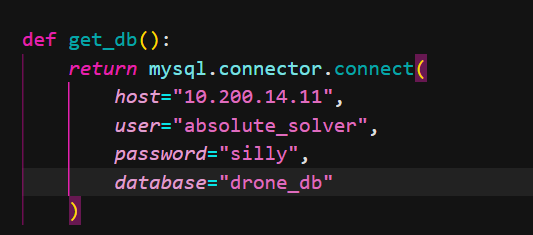 def get_db():
    return mysql.connector.connect(
        host="10.200.14.11",
        user="absolute_solver",
        password="silly",
        database="drone_db"
    )